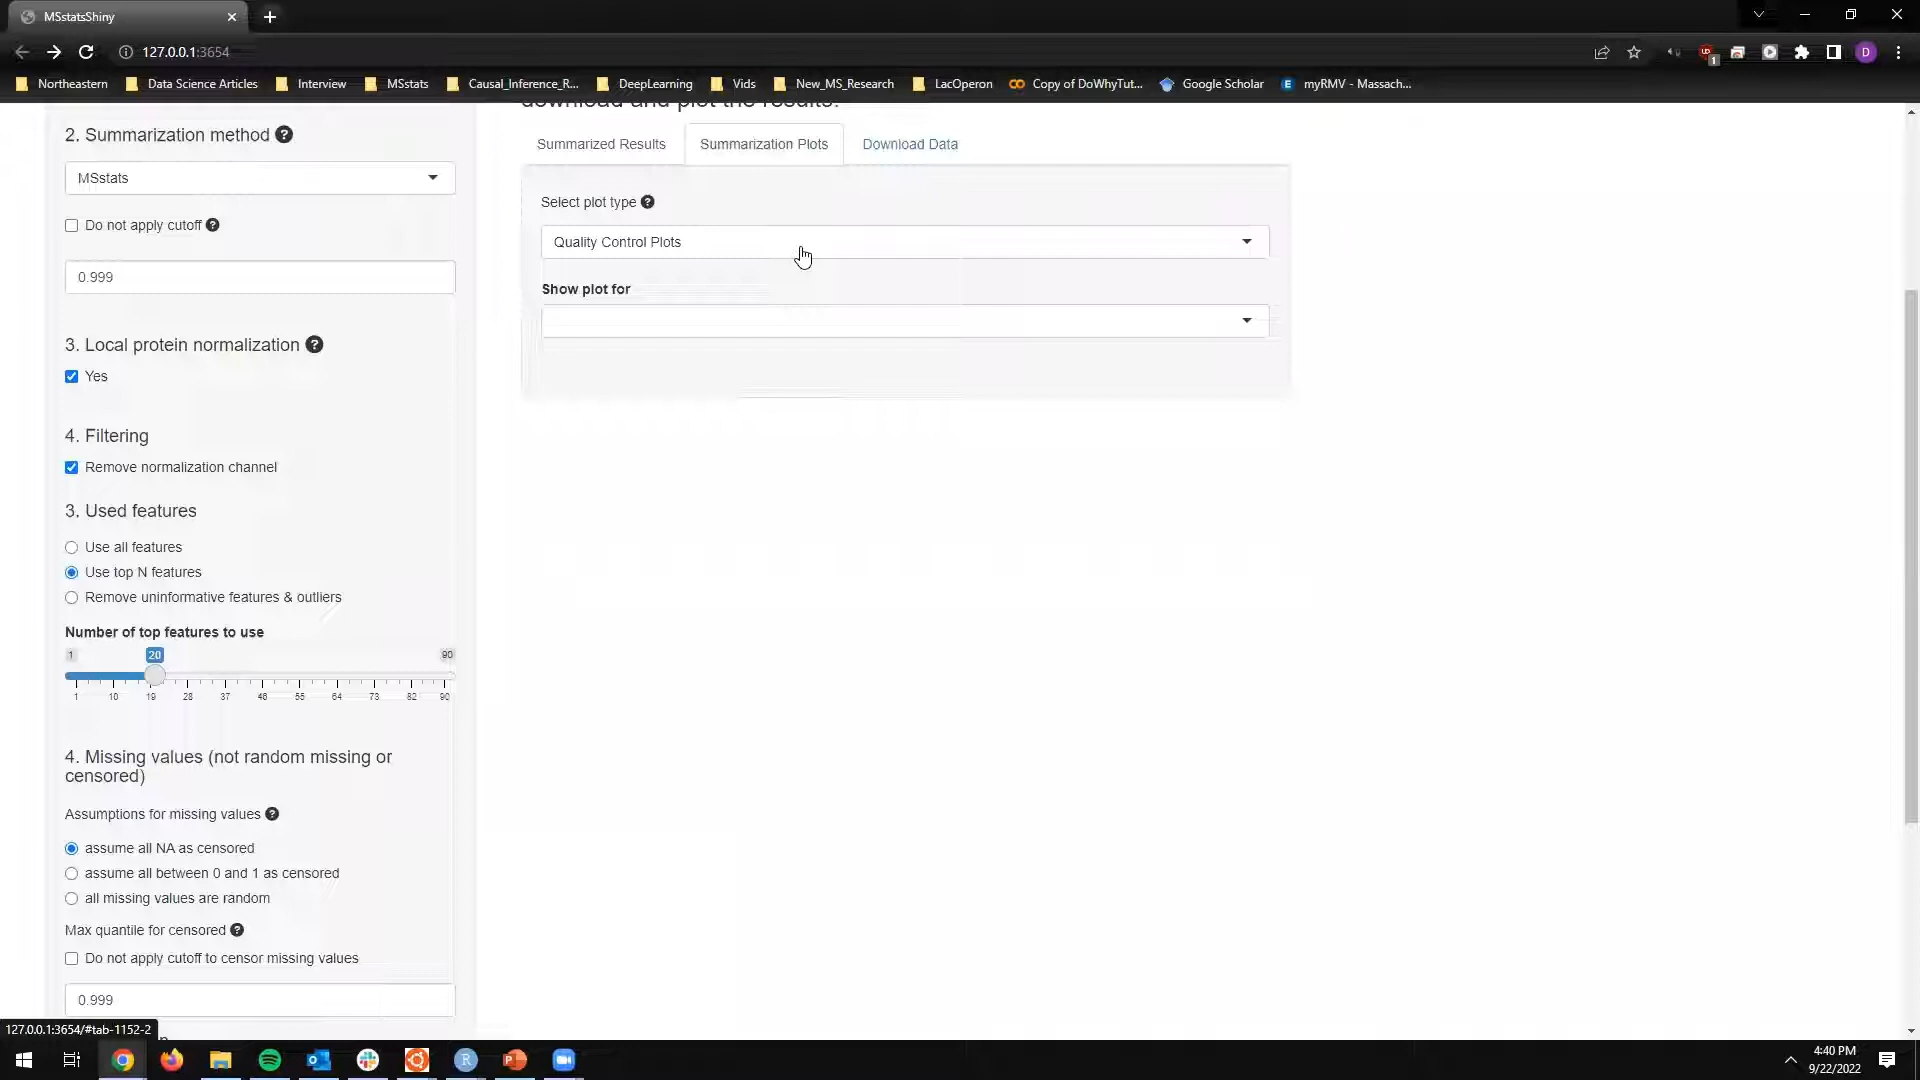 MSstatsShiny
127.0.0.1:3654
1
D
Northeastern
Data Science Articles
Interview
MSstats
Causal_Inference_R...
DeepLearning
Vids
New_MS_Research
LacOperon
Copy of DoWhyTut...
Google Scholar
myRMV - Massach...
download and plot the results.
2. Summarization method ?
MSstats
Do not apply cutoff ?
0.999
3. Local protein normalization ?
Yes
4. Filtering
Remove normalization channel
3. Used features
Use all features
Use top N features
Remove uninformative features & outliers
Number of top features to use
1 20 90
1 10 19 28 37 46 55 64 73 82 90
4. Missing values (not random missing or
censored)
Assumptions for missing values ?
assume all NA as censored
assume all between 0 and 1 as censored
all missing values are random
Max quantile for censored ?
Do not apply cutoff to censor missing values
0.999
Summarized Results
Summarization Plots
Download Data
Select plot type ?
Quality Control Plots
Show plot for
127.0.0.1:3654/#tab-1152-2
4:40 PM
9/22/2022